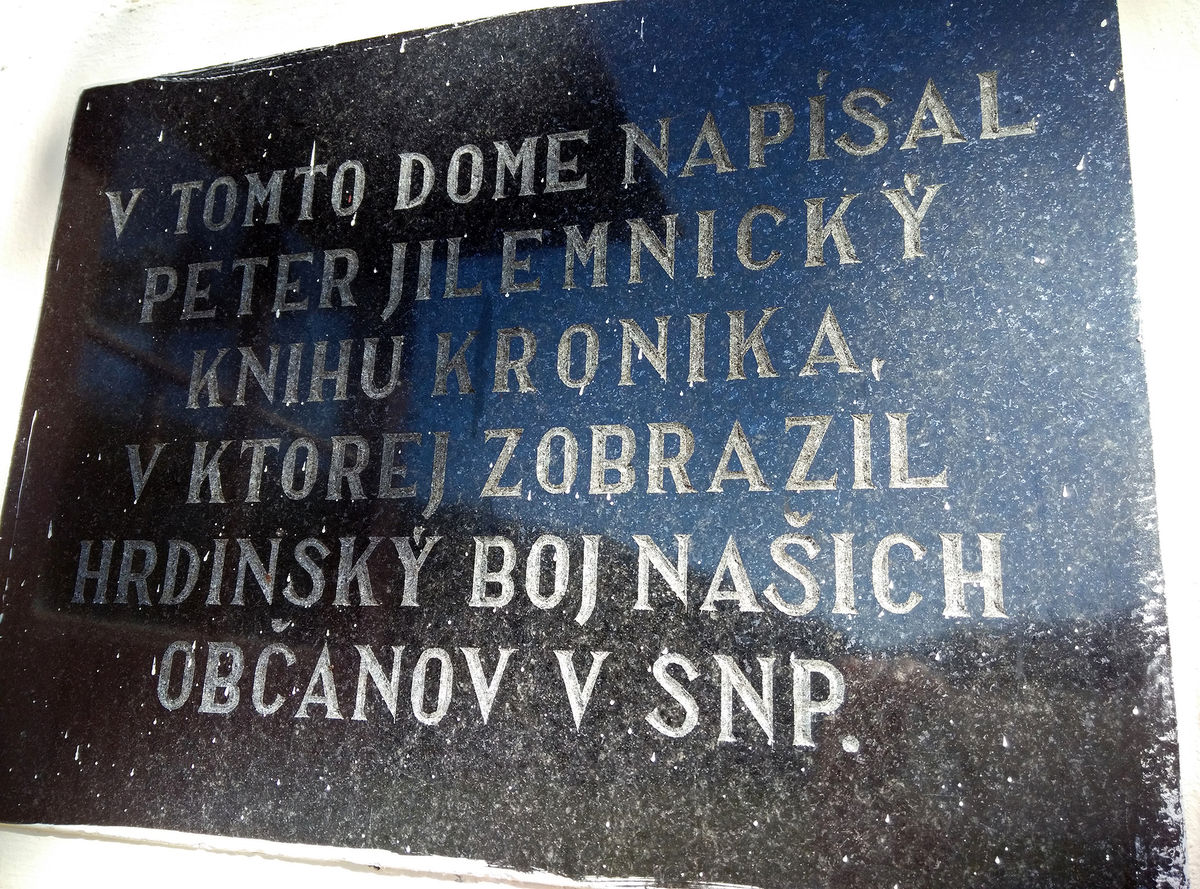 V TOMTO DOME NAPÍSAL
PETER JILEMNICKÝ
KNIHU KRONIKA,
V KTOREJ ZOBRAZIL
HRDINSKÝ BOJ NAŠICH
OBČANOV V SNP.